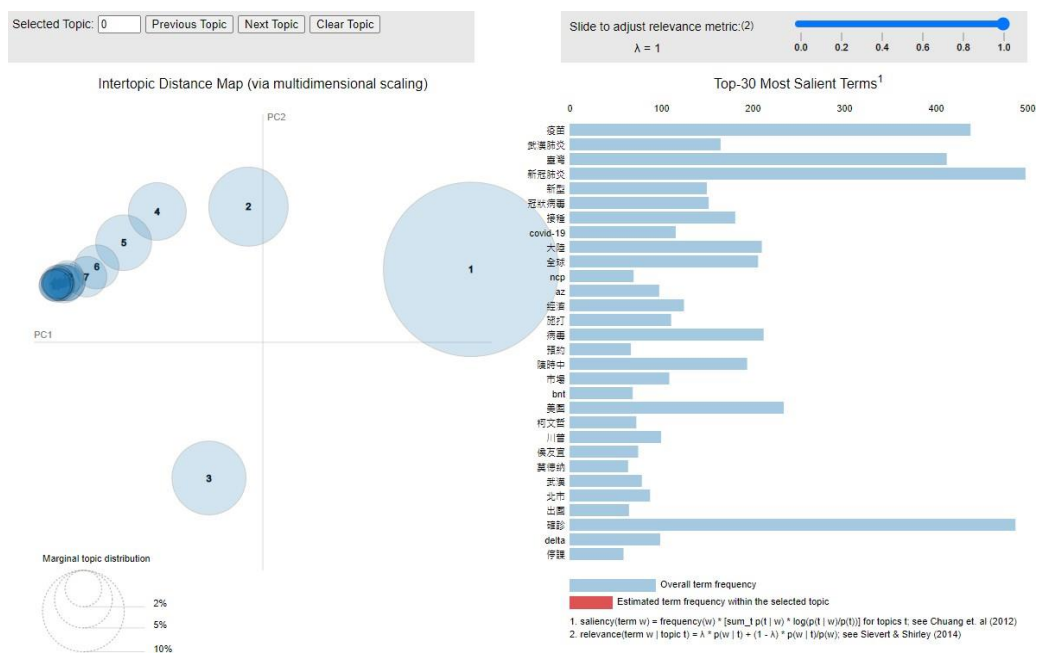 Selected Topic: 0 Previous Topic Next Topic Clear Topic
Slide to adjust relevance metric:(2)
λ = 1
0.0 0.2 0.4 0.6 0.8 1.0
Intertopic Distance Map (via multidimensional scaling)
PC2
PC1
1
2
3
4
5
6
7
Marginal topic distribution
2%
5%
10%
Top-30 Most Salient Terms1
0 100 200 300 400 500
疫苗
武漢肺炎
臺灣
新冠肺炎
新型
冠狀病毒
接種
covid-19
大陸
全球
ncp
az
經濟
施打
病毒
預約
陳時中
市場
bnt
美國
柯文哲
川普
侯友宜
莫德納
武漢
北市
出國
確診
delta
停課
Overall term frequency
Estimated term frequency within the selected topic
1. saliency(term w) = frequency(w) * [sum_t p(t | w) * log(p(t | w)/p(t))] for topics t; see Chuang et. al (2012)
2. relevance(term w | topic t) = λ * p(w | t) + (1 - λ) * p(w | t)/p(w); see Sievert & Shirley (2014)